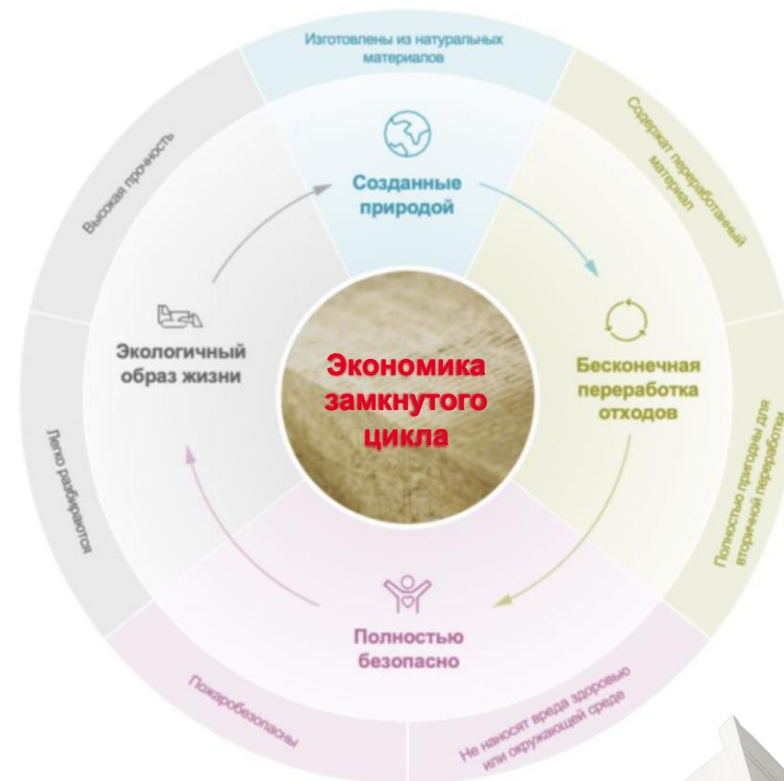 Изготовлены из натуральных
материалов
Содержат переработанный
материал
Высокая прочность
Созданные
природой
Экологичный
образ жизни
Экономика
замкнутого
цикла
Бесконечная
переработка
отходов
Легко разбираются
Полностью пригодны для
вторичной переработки
Полностью
безопасно
Пожаробезопасны
Не наносят вреда здоровью
или окружающей среде